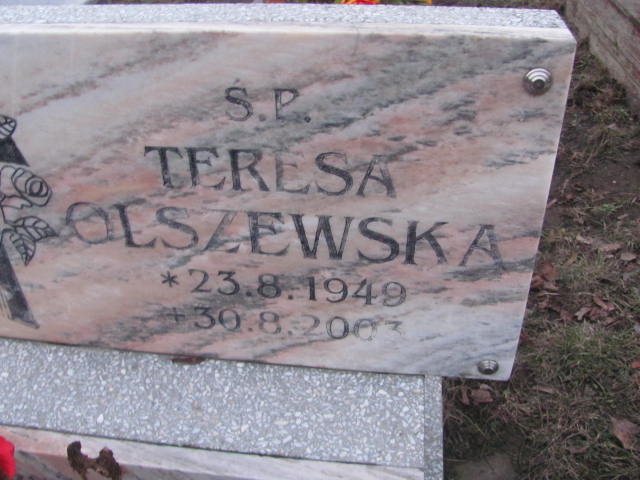 Ś.P.
TERESA
OLSZEWSKA
*23.8.1949
+30.8.2003